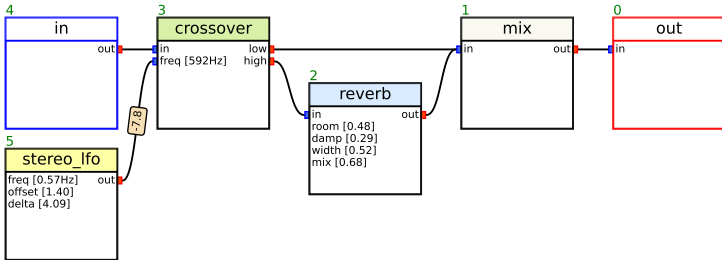 4
in
out
3
crossover
in
freq [592Hz]
low
high
2
reverb
in
room [0.48]
damp [0.29]
width [0.52]
mix [0.68]
out
1
mix
in
out
0
out
in
-7.8
5
stereo_lfo
freq [0.57Hz]
offset [1.40]
delta [4.09]
out